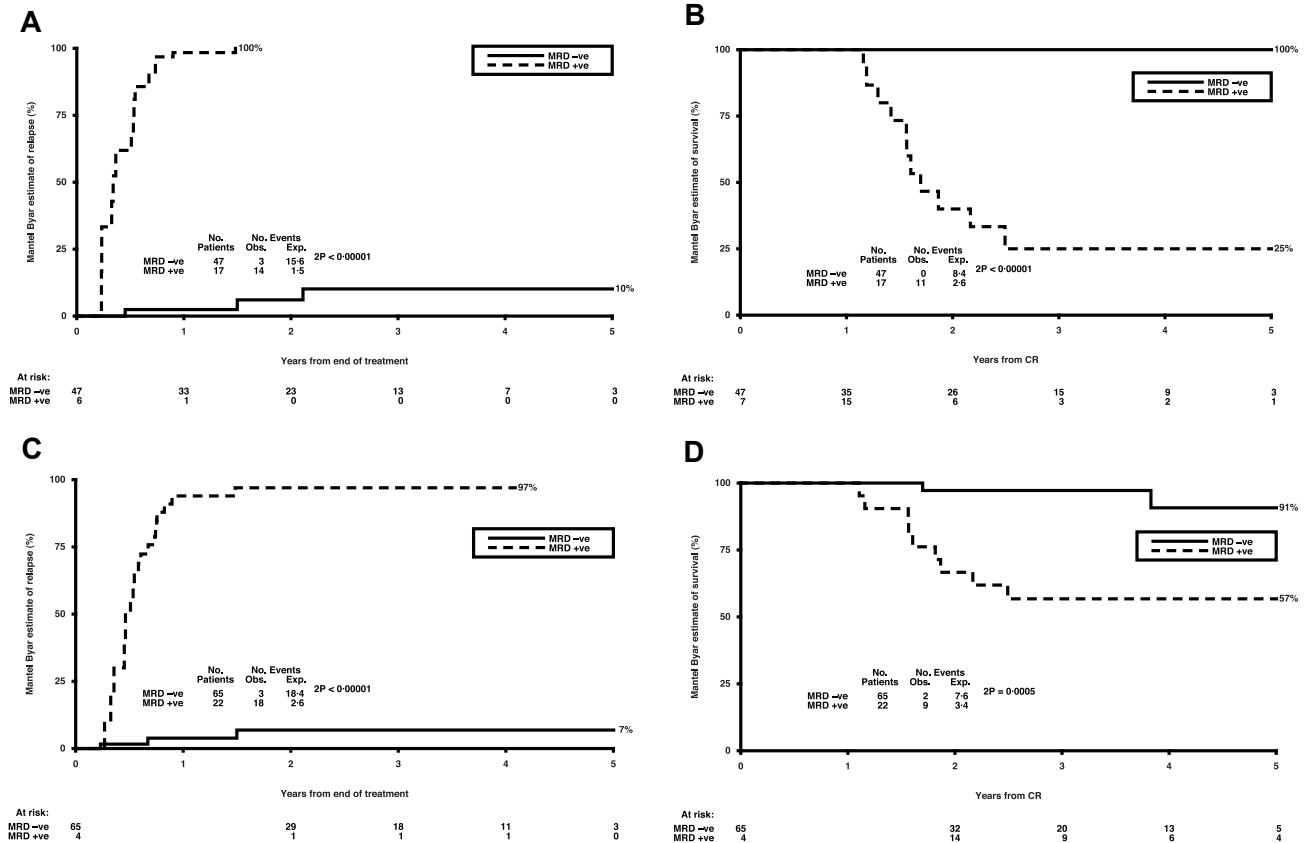 A
Mantel Byar estimate of relapse (%)
100
75
50
25
0
100%
10%
MRD –ve
MRD +ve
No. No. Events
Patients Obs. Exp.
MRD –ve 47 3 15·6
MRD +ve 17 14 1·5
2P < 0·00001
0 1 2 3 4 5
Years from end of treatment
At risk:
MRD –ve 47 33 23 13 7 3
MRD +ve 6 1 0 0 0 0
B
Mantel Byar estimate of survival (%)
100
75
50
25
0
100%
25%
MRD –ve
MRD +ve
No. No. Events
Patients Obs. Exp.
MRD –ve 47 0 8·4
MRD +ve 17 11 2·6
2P < 0·00001
0 1 2 3 4 5
Years from CR
At risk:
MRD –ve 47 35 26 15 9 3
MRD +ve 7 15 6 3 2 1
C
Mantel Byar estimate of relapse (%)
100
75
50
25
0
97%
7%
MRD –ve
MRD +ve
No. No. Events
Patients Obs. Exp.
MRD –ve 65 3 18·4
MRD +ve 22 18 2·6
2P < 0·00001
0 1 2 3 4 5
Years from end of treatment
At risk:
MRD –ve 65 29 18 11 3
MRD +ve 4 1 1 1 0
D
Mantel Byar estimate of survival (%)
100
75
50
25
0
91%
57%
MRD –ve
MRD +ve
No. No. Events
Patients Obs. Exp.
MRD –ve 65 2 7·6
MRD +ve 22 9 3·4
2P = 0·0005
0 1 2 3 4 5
Years from CR
At risk:
MRD –ve 65 32 20 13 5
MRD +ve 4 14 9 6 4